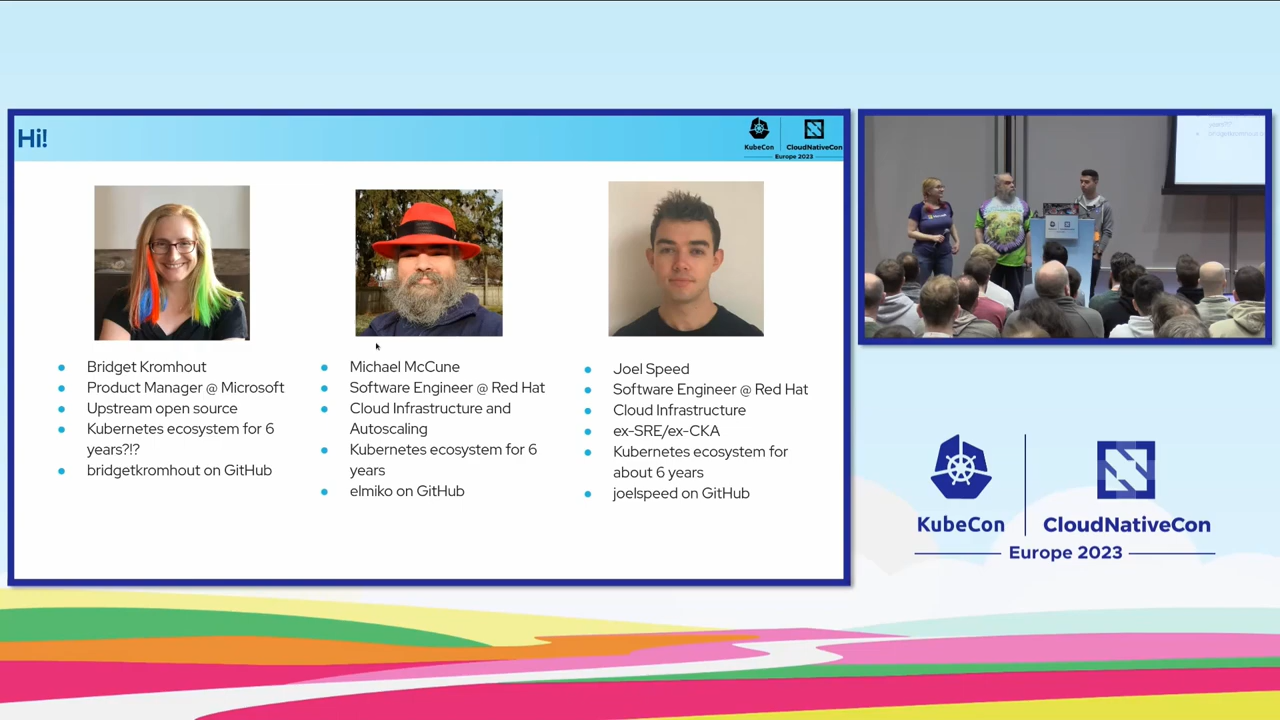 Hi!
KubeCon
CloudNativeCon
Europe 2023
Bridget Kromhout
Product Manager @ Microsoft
Upstream open source
Kubernetes ecosystem for 6
years?!?
bridgetkromhout on GitHub
Michael McCune
Software Engineer @ Red Hat
Cloud Infrastructure and
Autoscaling
Kubernetes ecosystem for 6
years
elmiko on GitHub
Joel Speed
Software Engineer @ Red Hat
Cloud Infrastructure
ex-SRE/ex-CKA
Kubernetes ecosystem for
about 6 years
joelspeed on GitHub
years?!?
KubeCon
CloudNativeCon
Europe 2023